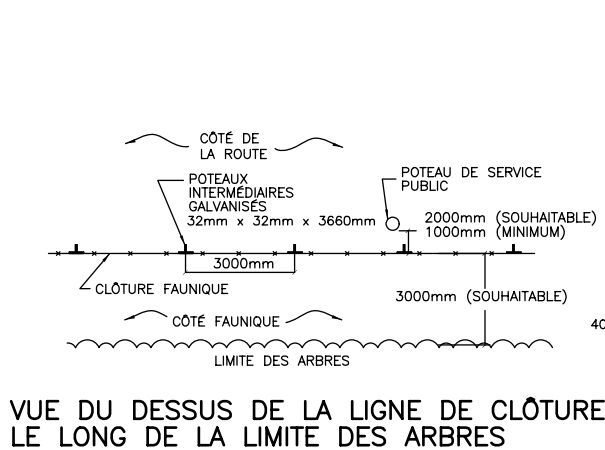 CÔTÉ DE
LA ROUTE
POTEAUX
INTERMÉDIAIRES
GALVANISÉS
32mm x 32mm x 3660mm
POTEAU DE SERVICE
PUBLIC
2000mm (SOUHAITABLE)
1000mm (MINIMUM)
3000mm
CLÔTURE FAUNIQUE
3000mm (SOUHAITABLE)
CÔTÉ FAUNIQUE
40
LIMITE DES ARBRES
VUE DU DESSUS DE LA LIGNE DE CLÔTURE
LE LONG DE LA LIMITE DES ARBRES